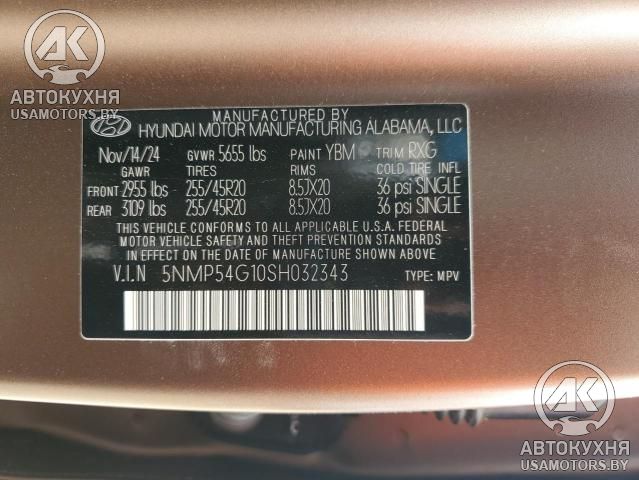 AK
АВТОКУХНЯ
USAMOTORS.BY
MANUFACTURED BY
HYUNDAI MOTOR MANUFACTURING ALABAMA, LLC
Nov/14/24 GVWR 5655 lbs PAINT YBM TRIM RXG
GAWR TIRES RIMS COLD TIRE INFL
FRONT 2955 lbs 255/45R20 8.5JX20 36 psi SINGLE
REAR 3109 lbs 255/45R20 8.5JX20 36 psi SINGLE
THIS VEHICLE CONFORMS TO ALL APPLICABLE U.S.A. FEDERAL
MOTOR VEHICLE SAFETY AND THEFT PREVENTION STANDARDS
IN EFFECT ON THE DATE OF MANUFACTURE SHOWN ABOVE.
V.I.N 5NMP54G10SH032343 TYPE: MPV
AK
АВТОКУХНЯ
USAMOTORS.BY